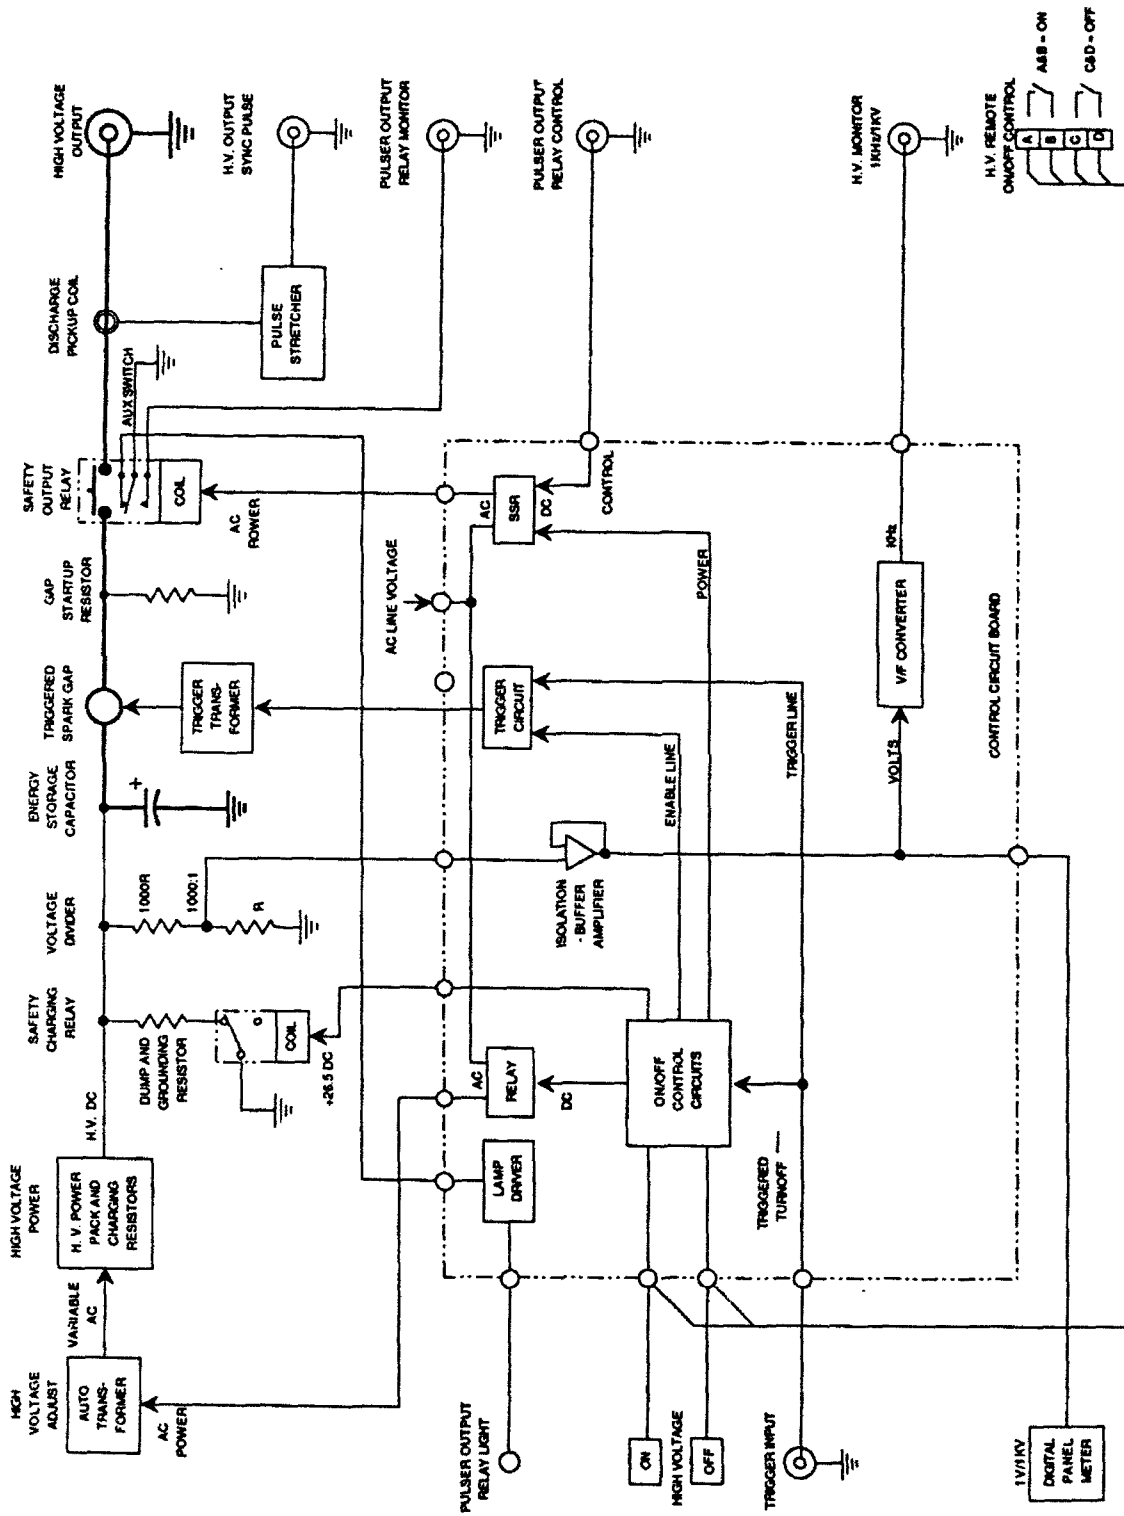 HIGH
VOLTAGE
ADJUST
AUTO
TRANS-
FORMER
AC
POWER
VARIABLE
AC
HIGH VOLTAGE
POWER
H. V. POWER
PACK AND
CHARGING
RESISTORS
H.V. DC
SAFETY
CHARGING
RELAY
DUMP AND
GROUNDING
RESISTOR
COIL
+26.5 DC
VOLTAGE
DIVIDER
1000R
1000:1
R
ENERGY
STORAGE
CAPACITOR
+
TRIGGERED
SPARK GAP
TRIGGER
TRANS-
FORMER
GAP
STARTUP
RESISTOR
SAFETY
OUTPUT
RELAY
COIL
AUX SWITCH
AC
POWER
DISCHARGE
PICKUP COIL
PULSE
STRETCHER
HIGH VOLTAGE
OUTPUT
H.V. OUTPUT
SYNC PULSE
PULSER OUTPUT
RELAY MONITOR
PULSER OUTPUT
RELAY CONTROL
AC LINE VOLTAGE
LAMP
DRIVER
AC
RELAY
DC
ON/OFF
CONTROL
CIRCUITS
ISOLATION
- BUFFER
AMPLIFIER
TRIGGER
CIRCUIT
ENABLE LINE
AC
SSR
DC
CONTROL
POWER
TRIGGERED
TURNOFF
TRIGGER LINE
VOLTS
V/F CONVERTER
KHz
CONTROL CIRCUIT BOARD
PULSER OUTPUT
RELAY LIGHT
ON
HIGH VOLTAGE
OFF
TRIGGER INPUT
1V/1KV
DIGITAL
PANEL
METER
H.V. MONITOR
1KHz/1KV
H.V. REMOTE
ON/OFF CONTROL
A
B
C
D
A&B = ON
C&D = OFF